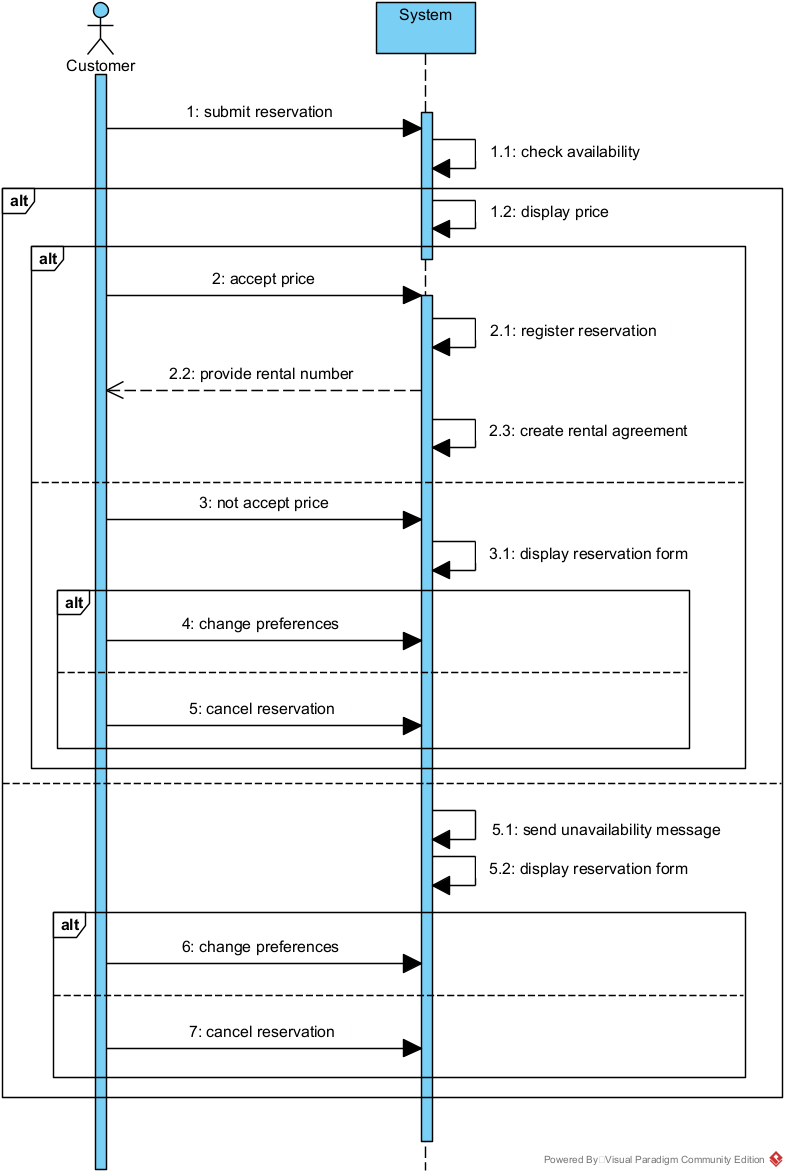 System
Customer
1: submit reservation
1.1: check availability
alt
1.2: display price
alt
2: accept price
2.1: register reservation
2.2: provide rental number
2.3: create rental agreement
3: not accept price
3.1: display reservation form
alt
4: change preferences
5: cancel reservation
5.1: send unavailability message
5.2: display reservation form
alt
6: change preferences
7: cancel reservation
Powered By Visual Paradigm Community Edition